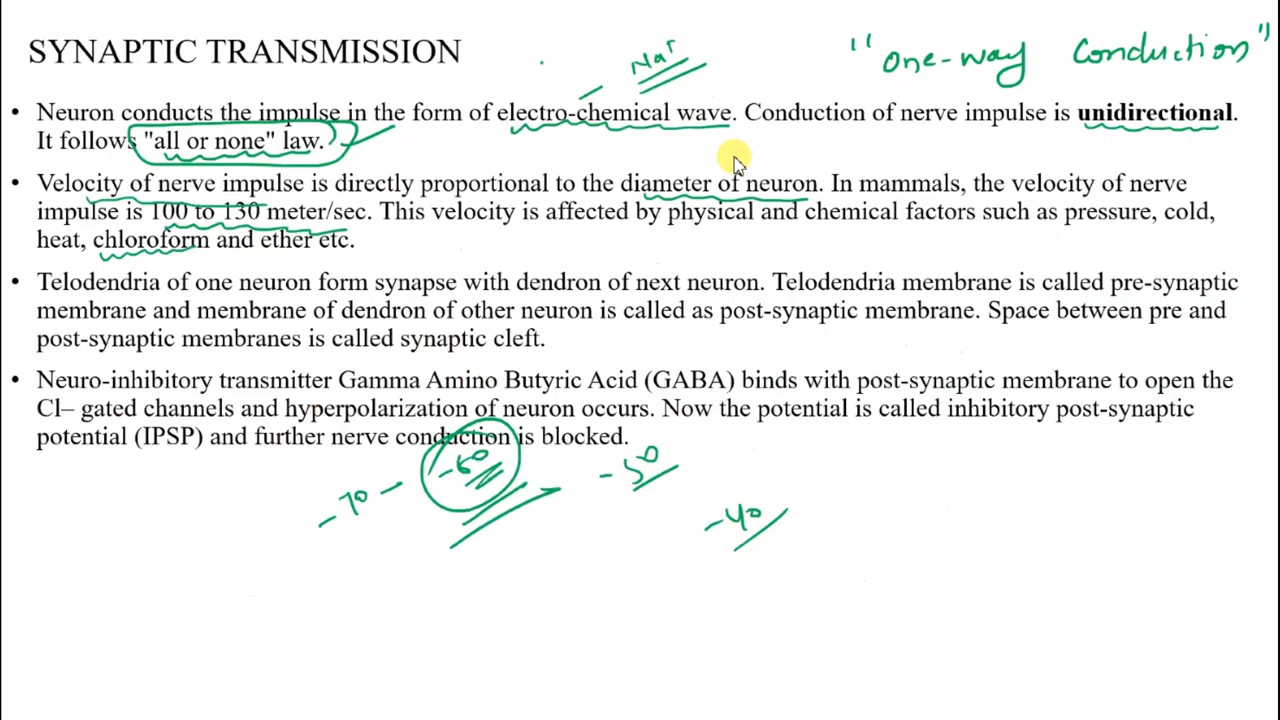 SYNAPTIC TRANSMISSION
Na+
"One-way Conduction"
• Neuron conducts the impulse in the form of electro-chemical wave. Conduction of nerve impulse is unidirectional.
It follows "all or none" law.
• Velocity of nerve impulse is directly proportional to the diameter of neuron. In mammals, the velocity of nerve
impulse is 100 to 130 meter/sec. This velocity is affected by physical and chemical factors such as pressure, cold,
heat, chloroform and ether etc.
• Telodendria of one neuron form synapse with dendron of next neuron. Telodendria membrane is called pre-synaptic
membrane and membrane of dendron of other neuron is called as post-synaptic membrane. Space between pre and
post-synaptic membranes is called synaptic cleft.
• Neuro-inhibitory transmitter Gamma Amino Butyric Acid (GABA) binds with post-synaptic membrane to open the
Cl– gated channels and hyperpolarization of neuron occurs. Now the potential is called inhibitory post-synaptic
potential (IPSP) and further nerve conduction is blocked.
-70 - -60 -50
-40